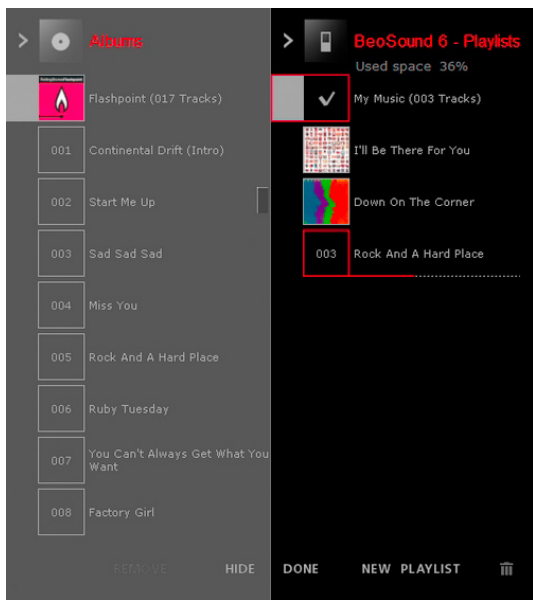 Albums
Flashpoint (017 Tracks)
001 Continental Drift (Intro)
002 Start Me Up
003 Sad Sad Sad
004 Miss You
005 Rock And A Hard Place
006 Ruby Tuesday
007 You Can't Always Get What You
Want
008 Factory Girl
REMOVE HIDE
BeoSound 6 - Playlists
Used space 36%
My Music (003 Tracks)
I'll Be There For You
Down On The Corner
003 Rock And A Hard Place
DONE NEW PLAYLIST